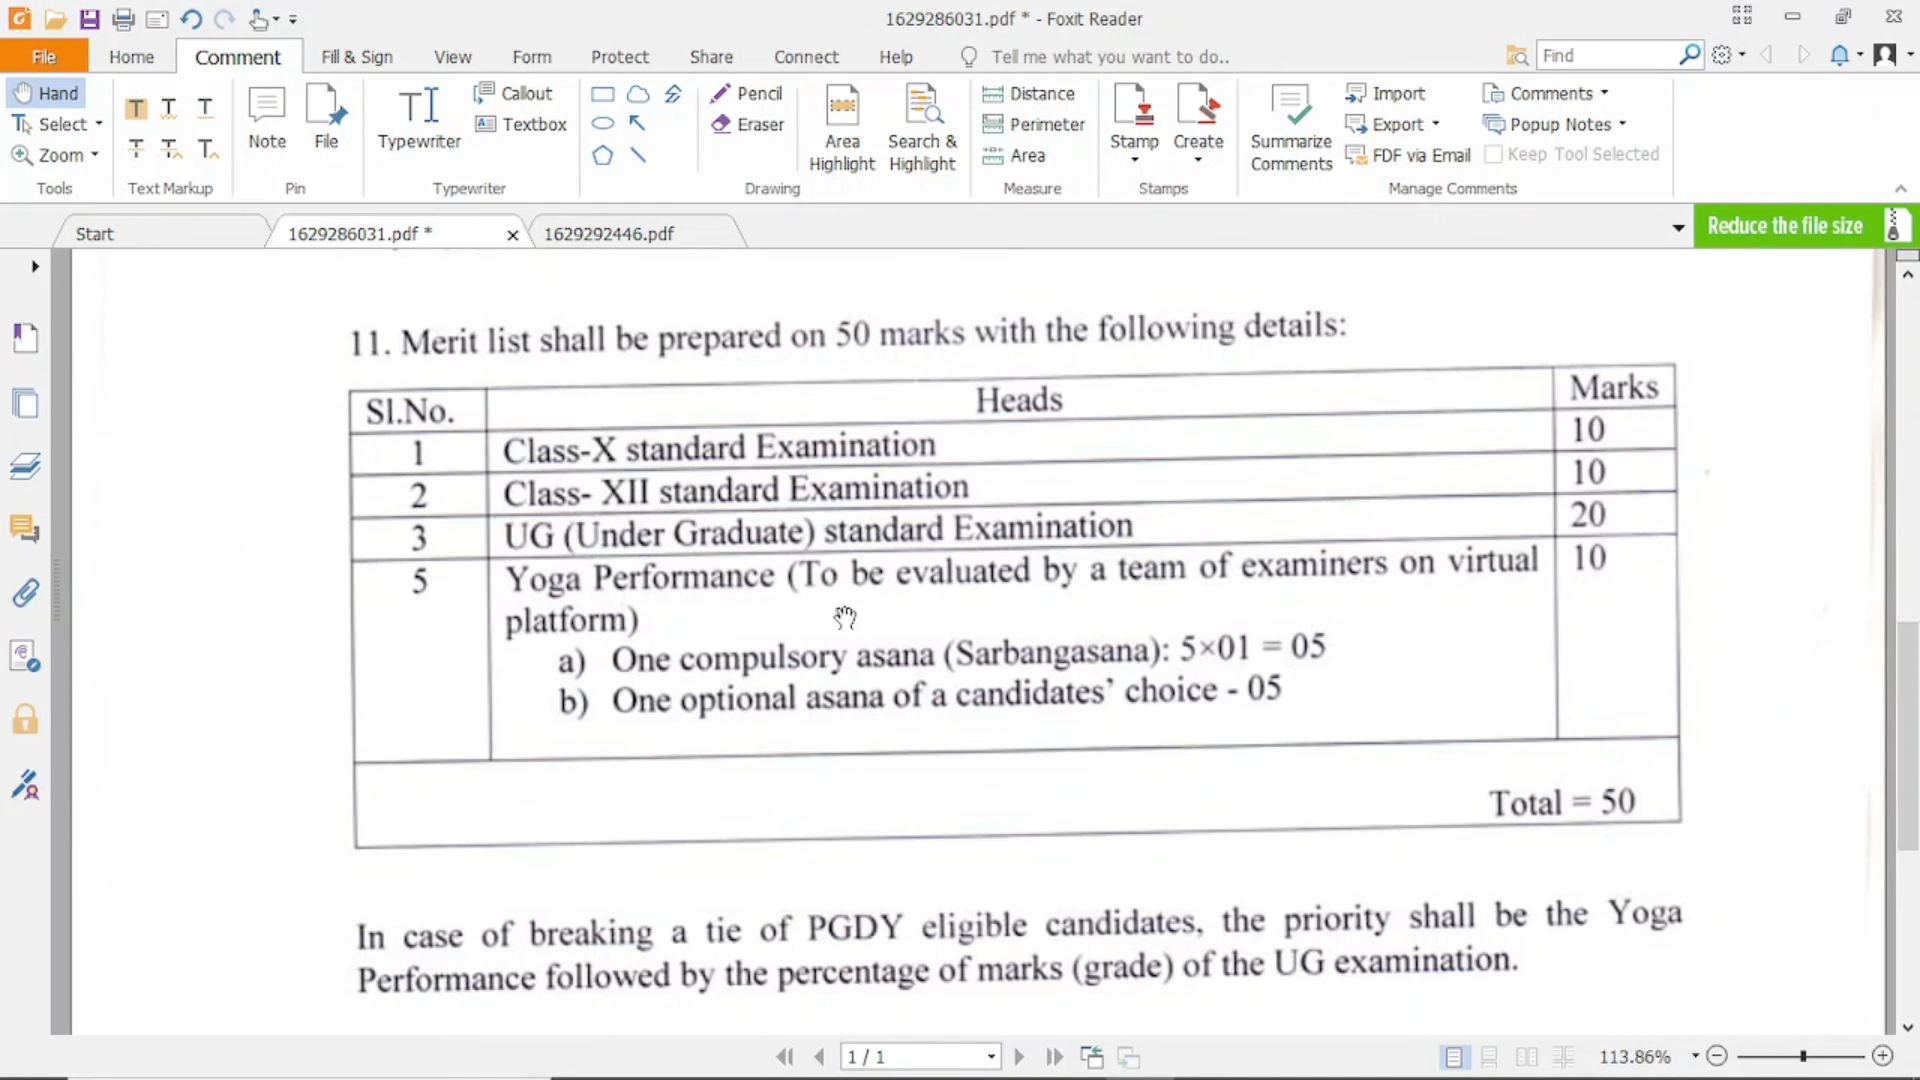 1629286031.pdf * - Foxit Reader
File Home Comment Fill & Sign View Form Protect Share Connect Help Tell me what you want to do.. Find
Hand
Select
Zoom
Tools
Text Markup
Note
File
Pin
Typewriter
Callout
Textbox
Typewriter
Pencil
Eraser
Area Highlight
Search & Highlight
Drawing
Distance
Perimeter
Area
Measure
Stamp
Create
Stamps
Summarize Comments
Import
Export
FDF via Email
Comments
Popup Notes
Keep Tool Selected
Manage Comments
Start 1629286031.pdf * 1629292446.pdf Reduce the file size
11. Merit list shall be prepared on 50 marks with the following details:
Sl.No. Heads Marks
1 Class-X standard Examination 10
2 Class- XII standard Examination 10
3 UG (Under Graduate) standard Examination 20
5 Yoga Performance (To be evaluated by a team of examiners on virtual 10
platform)
a) One compulsory asana (Sarbangasana): 5×01 = 05
b) One optional asana of a candidates’ choice - 05
Total = 50
In case of breaking a tie of PGDY eligible candidates, the priority shall be the Yoga
Performance followed by the percentage of marks (grade) of the UG examination.
1 / 1 113.86%